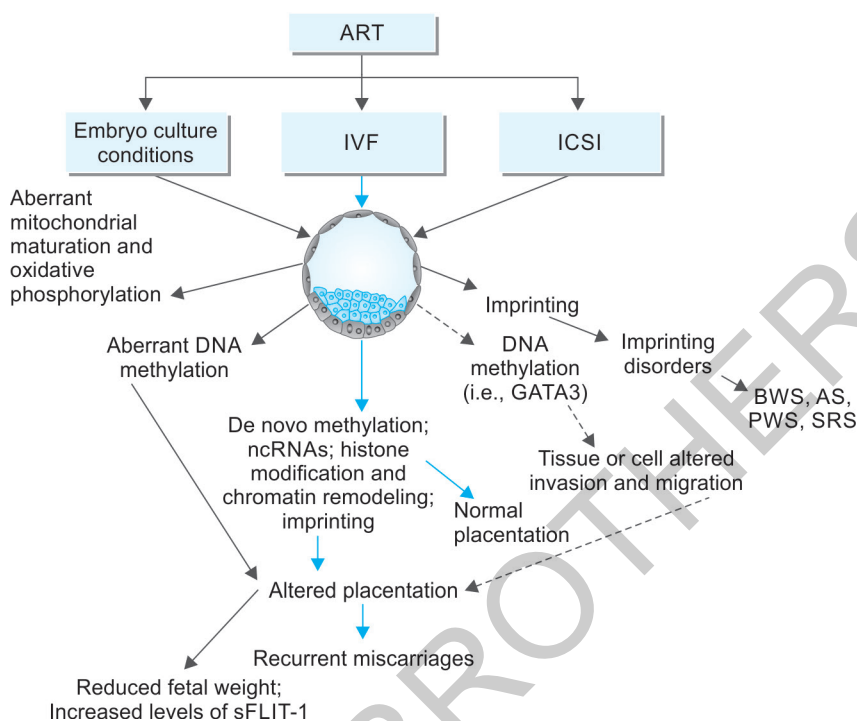 ART
Embryo culture
conditions
IVF
ICSI
Aberrant
mitochondrial
maturation and
oxidative
phosphorylation
Imprinting
Aberrant DNA
methylation
DNA
methylation
(i.e., GATA3)
Imprinting
disorders
BWS, AS,
PWS, SRS
De novo methylation;
ncRNAs; histone
modification and
chromatin remodeling;
imprinting
Tissue or cell altered
invasion and migration
Normal
placentation
Altered placentation
Recurrent miscarriages
Reduced fetal weight;
Increased levels of sFLIT-1
BROTHERS